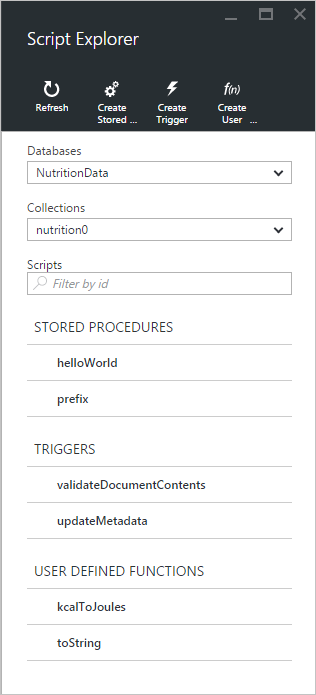 Script Explorer
Refresh
Create
Stored ...
Create
Trigger
f(n)
Create
User ...
Databases
NutritionData
Collections
nutrition0
Scripts
Filter by id
STORED PROCEDURES
helloWorld
prefix
TRIGGERS
validateDocumentContents
updateMetadata
USER DEFINED FUNCTIONS
kcalToJoules
toString